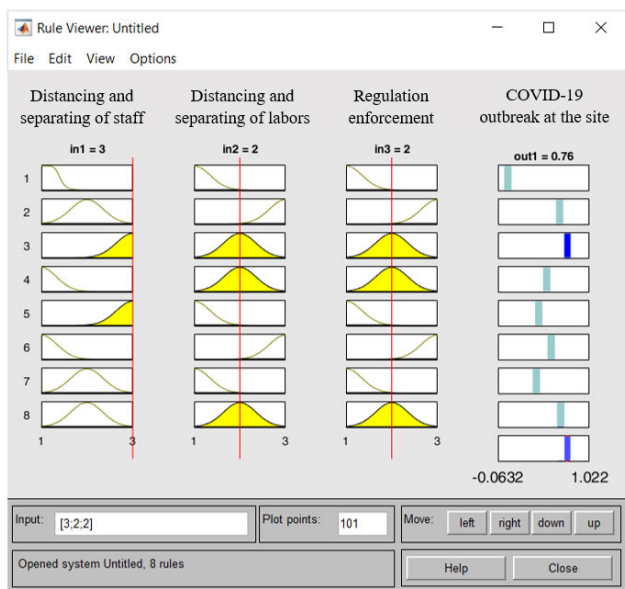 Rule Viewer: Untitled
File Edit View Options
Distancing and
separating of staff
Distancing and
separating of labors
Regulation
enforcement
COVID-19
outbreak at the site
in1 = 3
in2 = 2
in3 = 2
out1 = 0.76
1
2
3
4
5
6
7
8
1 3
1 3
1 3
-0.0632 1.022
Input: [3;2;2]
Plot points: 101
Move: left right down up
Opened system Untitled, 8 rules
Help Close